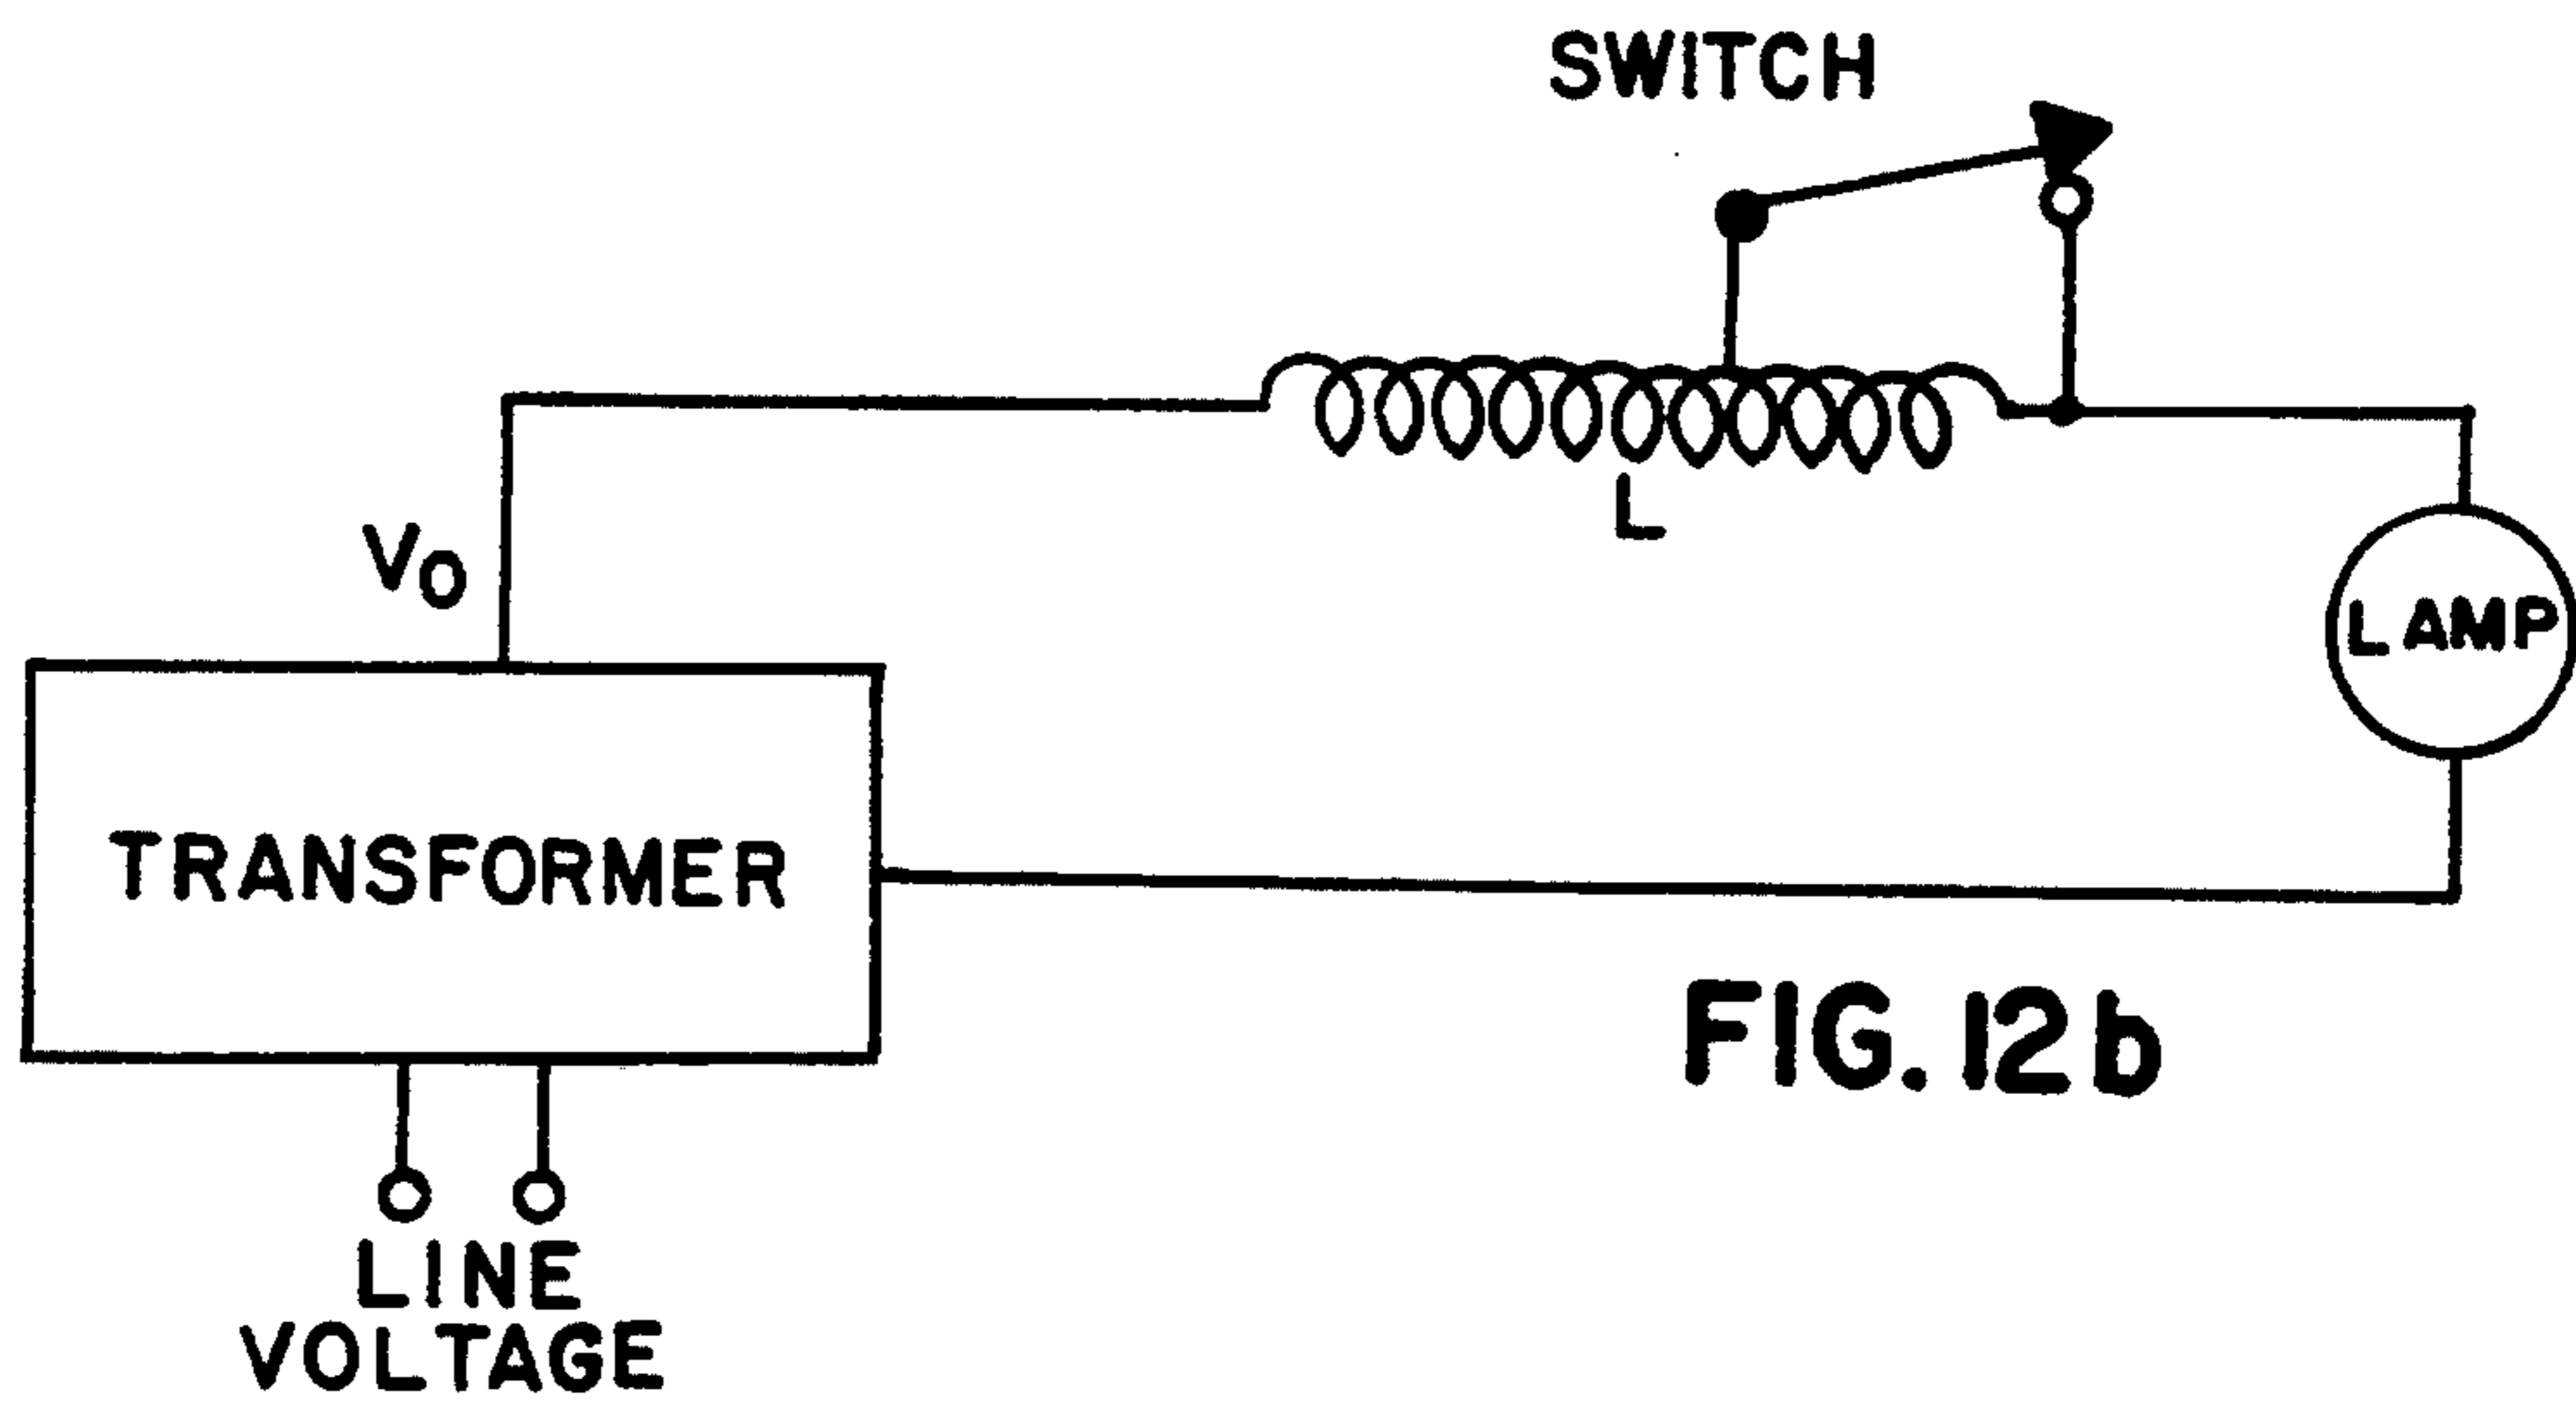 SWITCH
L
V0
LAMP
TRANSFORMER
FIG. 12b
LINE
VOLTAGE